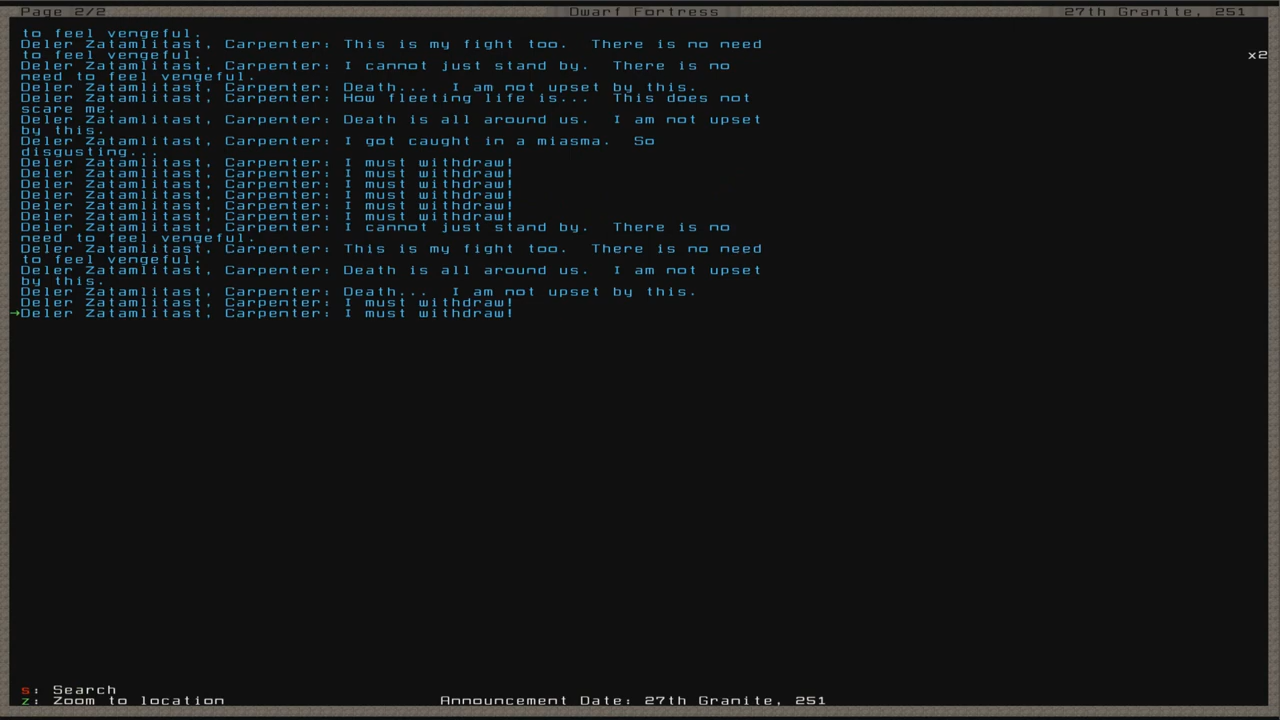 Page 2/2 Dwarf Fortress 27th Granite, 251
to feel vengeful.
Deler Zatamlitast, Carpenter: This is my fight too.  There is no need
to feel vengeful.
x2
Deler Zatamlitast, Carpenter: I cannot just stand by.  There is no
need to feel vengeful.
Deler Zatamlitast, Carpenter: Death...  I am not upset by this.
Deler Zatamlitast, Carpenter: How fleeting life is...  This does not
scare me.
Deler Zatamlitast, Carpenter: Death is all around us.  I am not upset
by this.
Deler Zatamlitast, Carpenter: I got caught in a miasma.  So
disgusting...
Deler Zatamlitast, Carpenter: I must withdraw!
Deler Zatamlitast, Carpenter: I must withdraw!
Deler Zatamlitast, Carpenter: I must withdraw!
Deler Zatamlitast, Carpenter: I must withdraw!
Deler Zatamlitast, Carpenter: I must withdraw!
Deler Zatamlitast, Carpenter: I must withdraw!
Deler Zatamlitast, Carpenter: I cannot just stand by.  There is no
need to feel vengeful.
Deler Zatamlitast, Carpenter: This is my fight too.  There is no need
to feel vengeful.
Deler Zatamlitast, Carpenter: Death is all around us.  I am not upset
by this.
Deler Zatamlitast, Carpenter: Death...  I am not upset by this.
Deler Zatamlitast, Carpenter: I must withdraw!
→Deler Zatamlitast, Carpenter: I must withdraw!
s: Search
z: Zoom to location Announcement Date: 27th Granite, 251